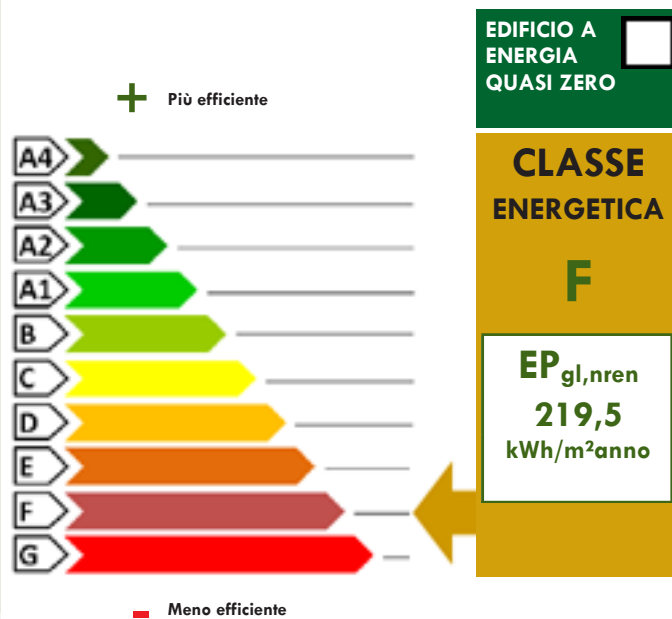 EDIFICIO A
ENERGIA
QUASI ZERO
+ Più efficiente
A4
A3
A2
A1
B
C
D
E
F
G
- Meno efficiente
CLASSE
ENERGETICA
F
EPgl,nren
219,5
kWh/m²anno